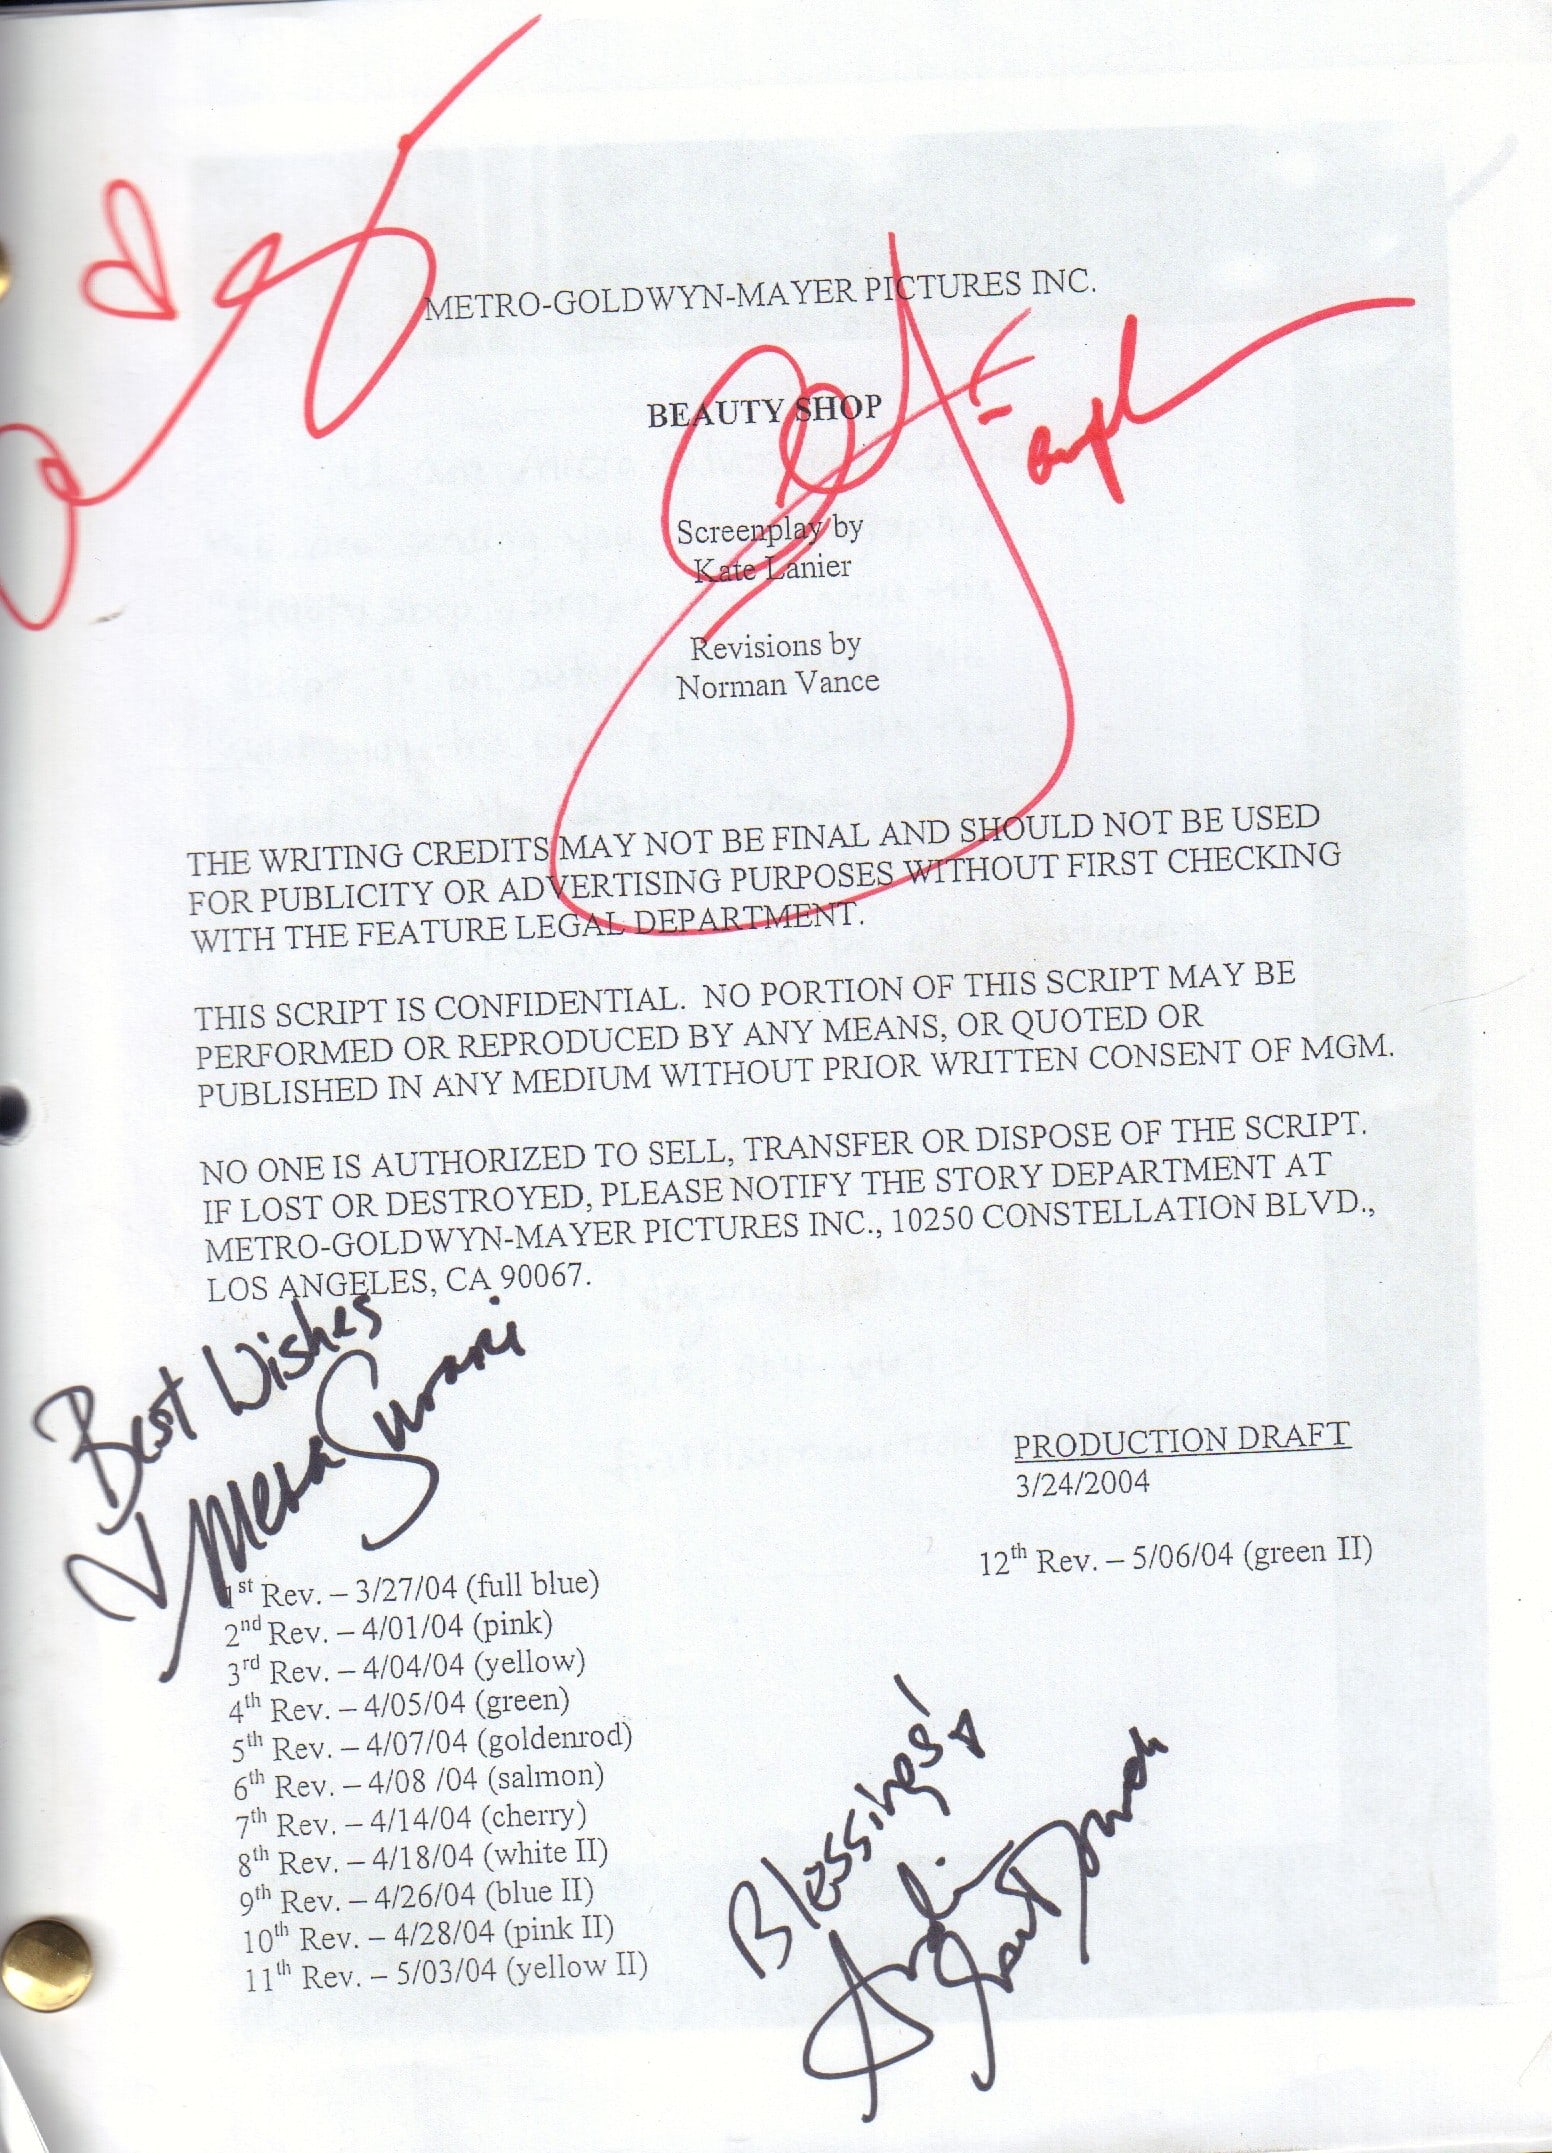 METRO-GOLDWYN-MAYER PICTURES INC.
BEAUTY SHOP
Screenplay by
Kate Lanier
Revisions by
Norman Vance
THE WRITING CREDITS MAY NOT BE FINAL AND SHOULD NOT BE USED
FOR PUBLICITY OR ADVERTISING PURPOSES WITHOUT FIRST CHECKING
WITH THE FEATURE LEGAL DEPARTMENT.
THIS SCRIPT IS CONFIDENTIAL. NO PORTION OF THIS SCRIPT MAY BE
PERFORMED OR REPRODUCED BY ANY MEANS, OR QUOTED OR
PUBLISHED IN ANY MEDIUM WITHOUT PRIOR WRITTEN CONSENT OF MGM.
NO ONE IS AUTHORIZED TO SELL, TRANSFER OR DISPOSE OF THE SCRIPT.
IF LOST OR DESTROYED, PLEASE NOTIFY THE STORY DEPARTMENT AT
METRO-GOLDWYN-MAYER PICTURES INC., 10250 CONSTELLATION BLVD.,
LOS ANGELES, CA 90067.
Best Wishes
PRODUCTION DRAFT
3/24/2004
12th Rev. – 5/06/04 (green II)
1st Rev. – 3/27/04 (full blue)
2nd Rev. – 4/01/04 (pink)
3rd Rev. – 4/04/04 (yellow)
4th Rev. – 4/05/04 (green)
5th Rev. – 4/07/04 (goldenrod)
6th Rev. – 4/08 /04 (salmon)
7th Rev. – 4/14/04 (cherry)
8th Rev. – 4/18/04 (white II)
9th Rev. – 4/26/04 (blue II)
10th Rev. – 4/28/04 (pink II)
11th Rev. – 5/03/04 (yellow II)
Blessings!